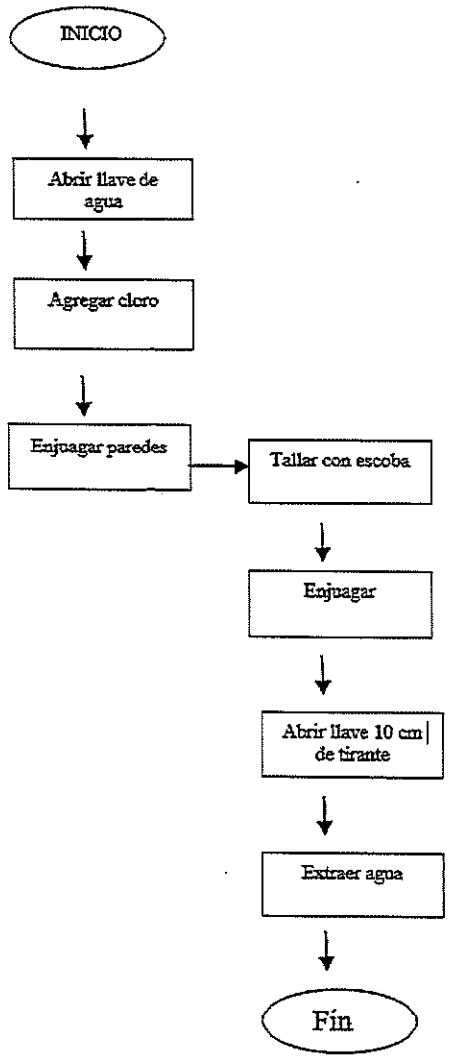 INICIO
Abrir llave de
agua
Agregar cloro
Enjuagar paredes
Tallar con escoba
Enjuagar
Abrir llave 10 cm
de tirante
Extraer agua
Fín